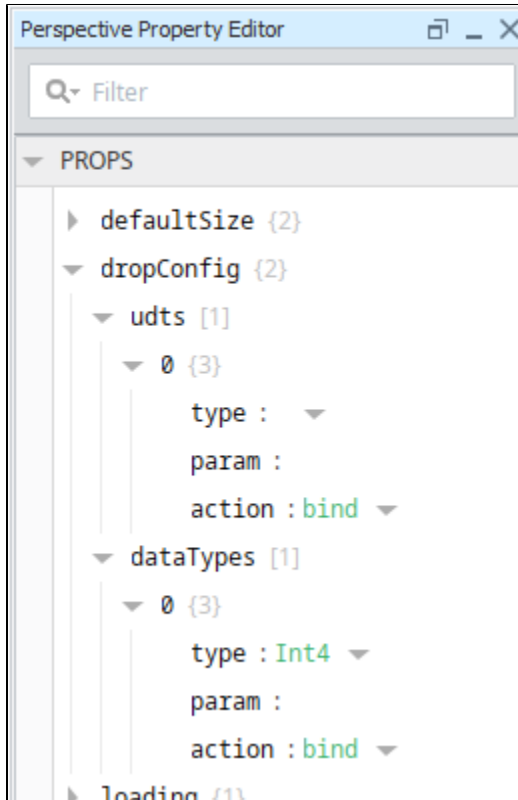 Perspective Property Editor
Filter
PROPS
defaultSize {2}
dropConfig {2}
udts [1]
0 {3}
type :
param :
action : bind
dataTypes [1]
0 {3}
type : Int4
param :
action : bind
loading {1}